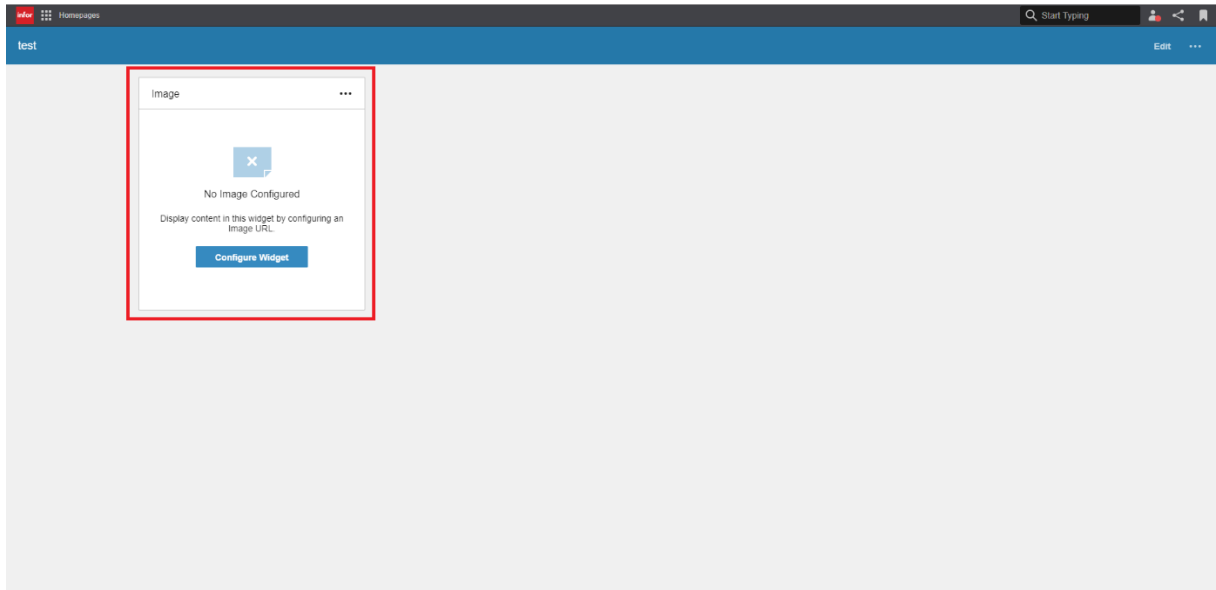 infor Homepages Start Typing
test Edit
Image
No Image Configured
Display content in this widget by configuring an
Image URL.
Configure Widget